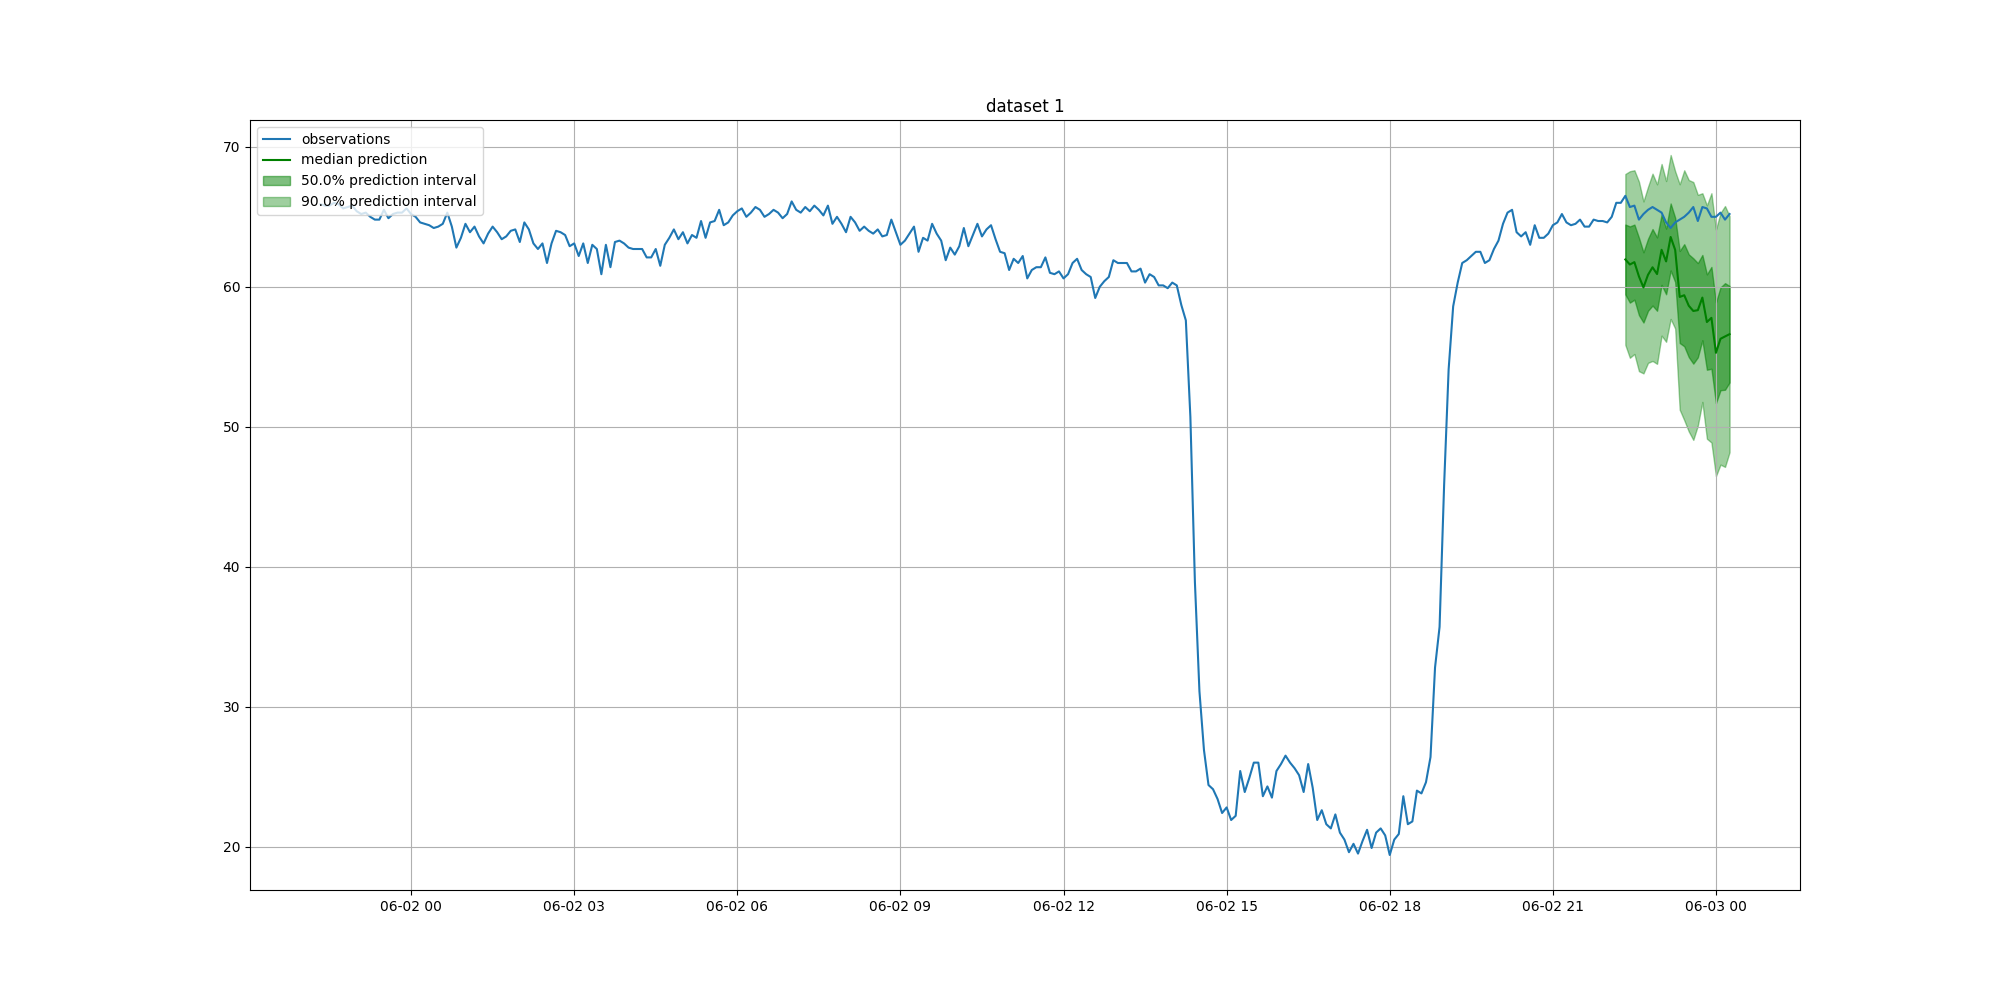 dataset 1
observations
median prediction
50.0% prediction interval
90.0% prediction interval
70
60
50
40
30
20
06-02 00 06-02 03 06-02 06 06-02 09 06-02 12 06-02 15 06-02 18 06-02 21 06-03 00